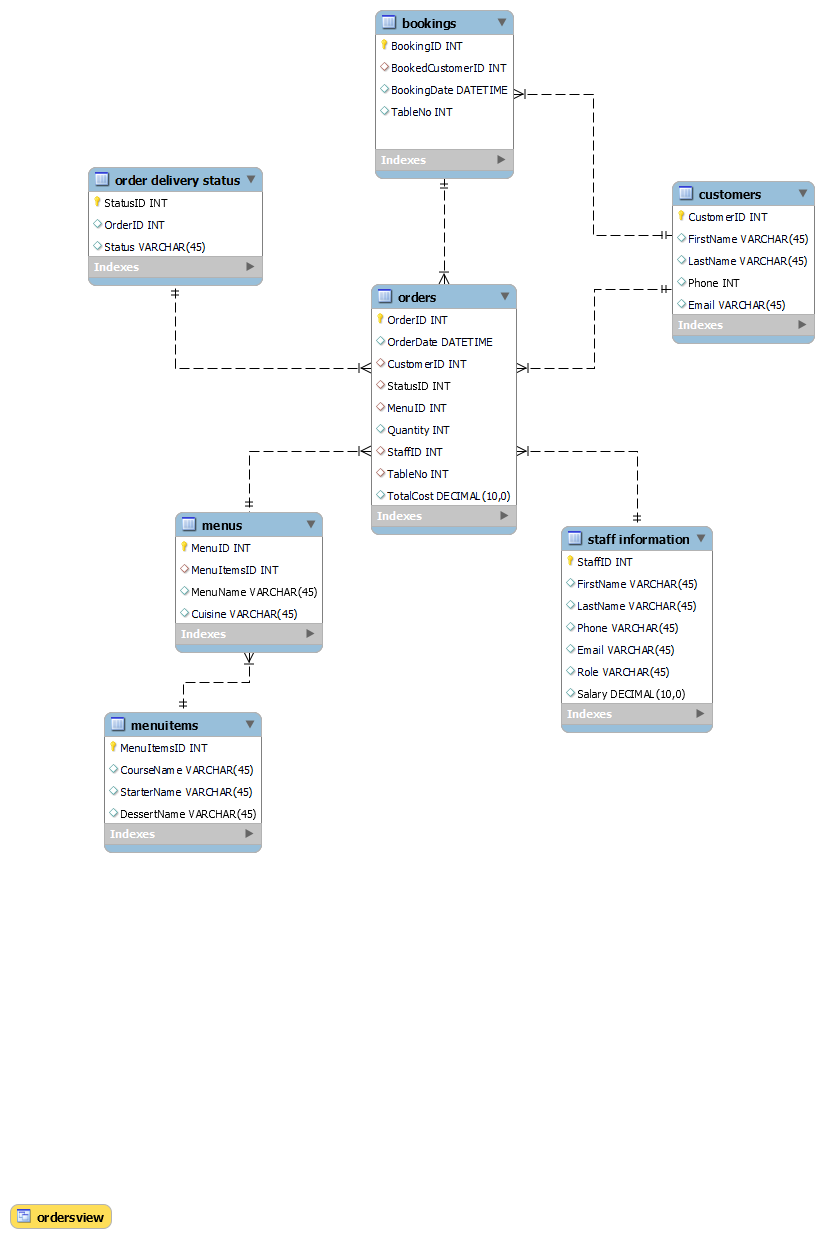 bookings
BookingID INT
BookedCustomerID INT
BookingDate DATETIME
TableNo INT
Indexes
order delivery status
StatusID INT
OrderID INT
Status VARCHAR(45)
Indexes
customers
CustomerID INT
FirstName VARCHAR(45)
LastName VARCHAR(45)
Phone INT
Email VARCHAR(45)
Indexes
orders
OrderID INT
OrderDate DATETIME
CustomerID INT
StatusID INT
MenuID INT
Quantity INT
StaffID INT
TableNo INT
TotalCost DECIMAL(10,0)
Indexes
menus
MenuID INT
MenuItemsID INT
MenuName VARCHAR(45)
Cuisine VARCHAR(45)
Indexes
staff information
StaffID INT
FirstName VARCHAR(45)
LastName VARCHAR(45)
Phone VARCHAR(45)
Email VARCHAR(45)
Role VARCHAR(45)
Salary DECIMAL(10,0)
Indexes
menuitems
MenuItemsID INT
CourseName VARCHAR(45)
StarterName VARCHAR(45)
DessertName VARCHAR(45)
Indexes
ordersview